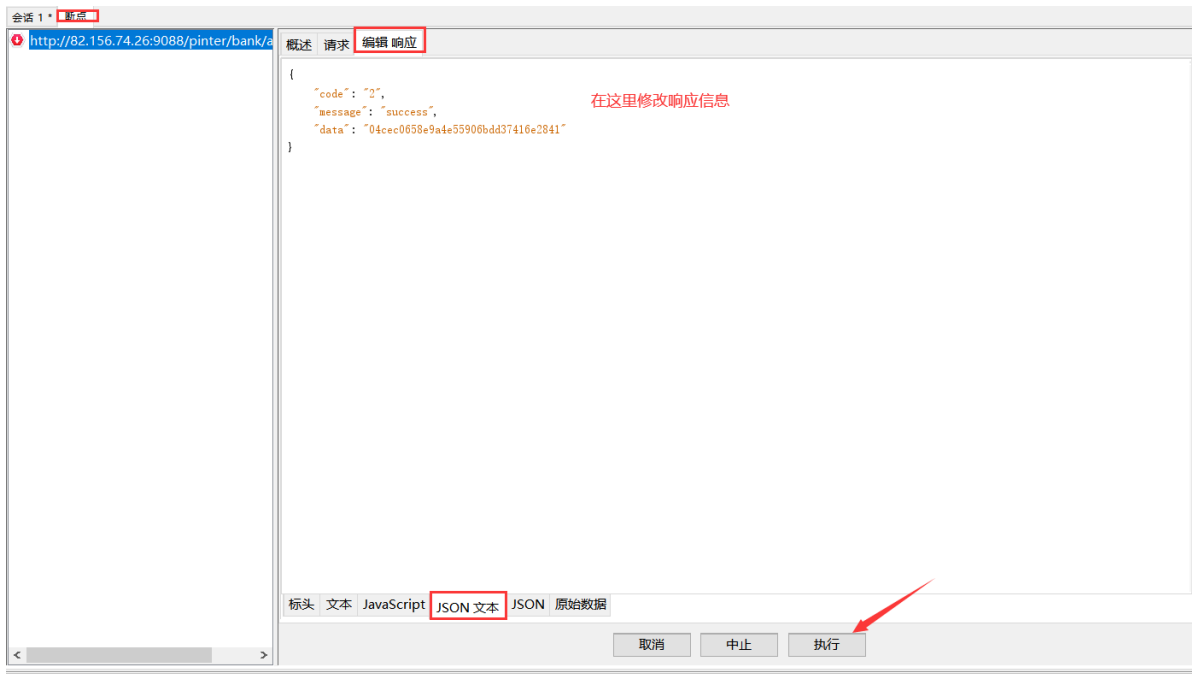 会话 1 * 断点
http://82.156.74.26:9088/pinter/bank/a
概述 请求 编辑 响应
{
"code": "2",
在这里修改响应信息
"message": "success",
"data": "04cec0658e9a4e55906bdd37416e2841"
}
标头 文本 JavaScript JSON 文本 JSON 原始数据
取消 中止 执行
< >